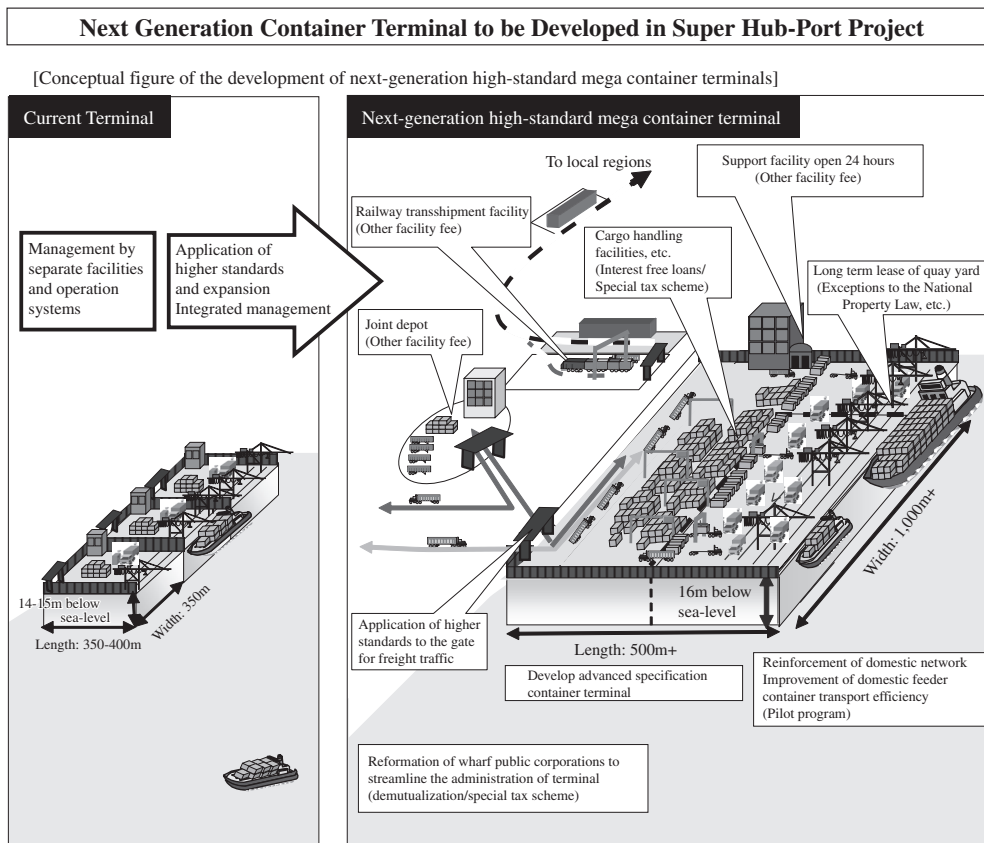 Next Generation Container Terminal to be Developed in Super Hub-Port Project
[Conceptual figure of the development of next-generation high-standard mega container terminals]
Current Terminal
Management by
separate facilities
and operation
systems
Application of
higher standards
and expansion
Integrated management
14-15m below
sea-level
Length: 350-400m
Width: 350m
Next-generation high-standard mega container terminal
To local regions
Support facility open 24 hours
(Other facility fee)
Railway transshipment facility
(Other facility fee)
Cargo handling
facilities, etc.
(Interest free loans/
Special tax scheme)
Long term lease of quay yard
(Exceptions to the National
Property Law, etc.)
Joint depot
(Other facility fee)
Width: 1,000m+
16m below
sea-level
Length: 500m+
Application of higher
standards to the gate
for freight traffic
Develop advanced specification
container terminal
Reinforcement of domestic network
Improvement of domestic feeder
container transport efficiency
(Pilot program)
Reformation of wharf public corporations to
streamline the administration of terminal
(demutualization/special tax scheme)